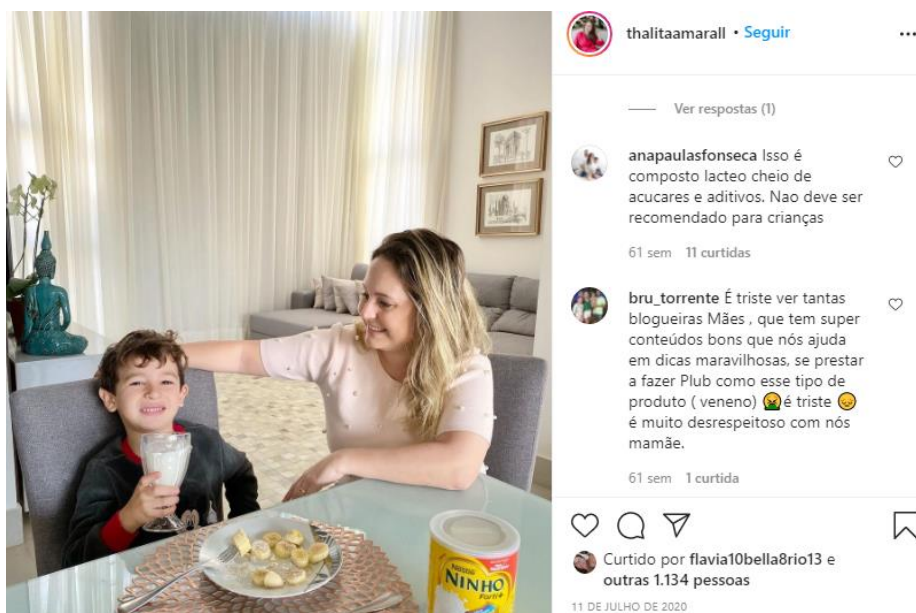 thalitaamarall • Seguir
Ver respostas (1)
anapaulasfonseca Isso é
composto lacteo cheio de
acucares e aditivos. Nao deve ser
recomendado para crianças
61 sem 11 curtidas
bru_torrente É triste ver tantas
blogueiras Mães , que tem super
conteúdos bons que nós ajuda
em dicas maravilhosas, se prestar
a fazer Plub como esse tipo de
produto ( veneno) 🤮é triste 😞
é muito desrespeitoso com nós
mamãe.
61 sem 1 curtida
Curtido por flavia10bella8rio13 e
outras 1.134 pessoas
11 DE JULHO DE 2020
Nestlé
NINHO
Forti+